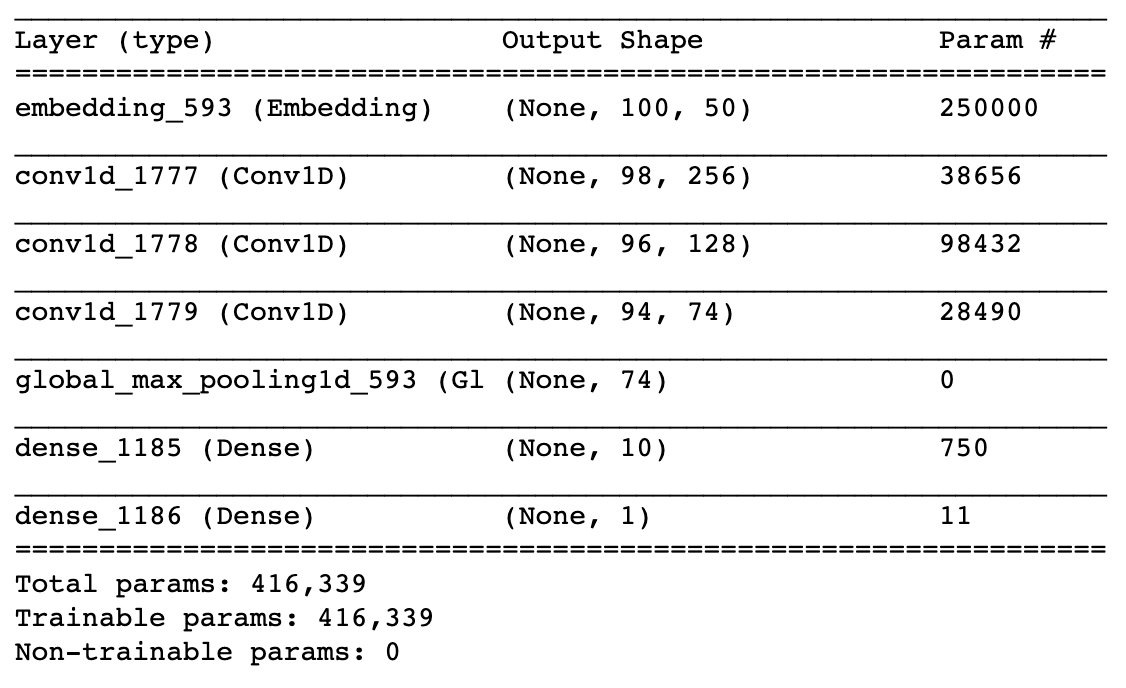 Layer (type) Output Shape Param #
embedding_593 (Embedding) (None, 100, 50) 250000
conv1d_1777 (Conv1D) (None, 98, 256) 38656
conv1d_1778 (Conv1D) (None, 96, 128) 98432
conv1d_1779 (Conv1D) (None, 94, 74) 28490
global_max_pooling1d_593 (Gl (None, 74) 0
dense_1185 (Dense) (None, 10) 750
dense_1186 (Dense) (None, 1) 11
Total params: 416,339
Trainable params: 416,339
Non-trainable params: 0